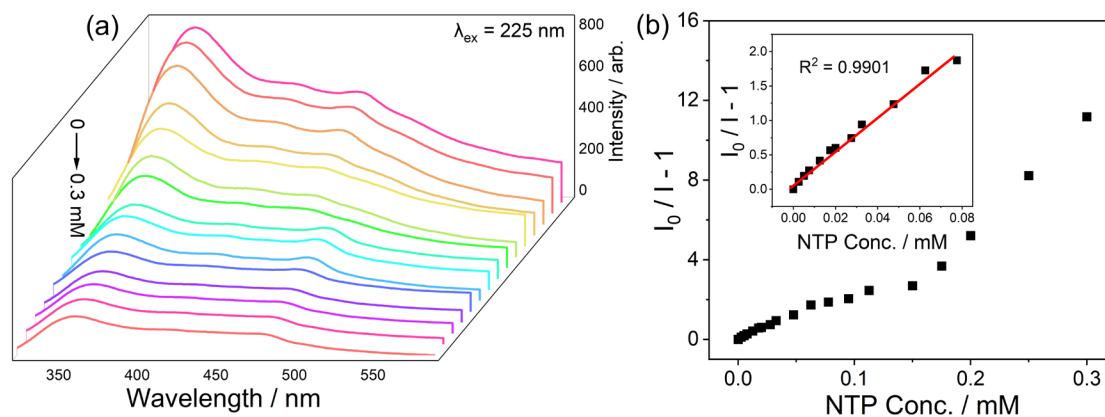 (a)
λex = 225 nm
800
600
400
200
0
Intensity / arb.
0 → 0.3 mM
350 400 450 500 550
Wavelength / nm
(b)
16
12
8
4
0
I0 / I - 1
0.0 0.1 0.2 0.3
NTP Conc. / mM
2.0
1.5
1.0
0.5
0.0
I0 / I - 1
R2 = 0.9901
0.00 0.02 0.04 0.06 0.08
NTP Conc. / mM